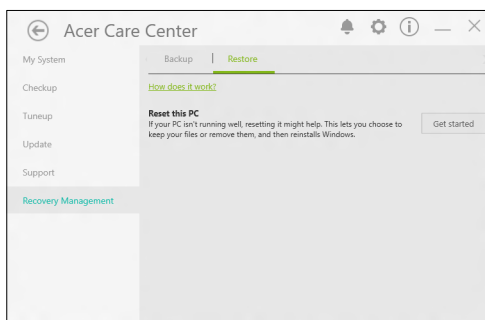 Acer Care Center
My System
Checkup
Tuneup
Update
Support
Recovery Management
Backup
Restore
How does it work?
Reset this PC
If your PC isn't running well, resetting it might help. This lets you choose to
keep your files or remove them, and then reinstalls Windows.
Get started